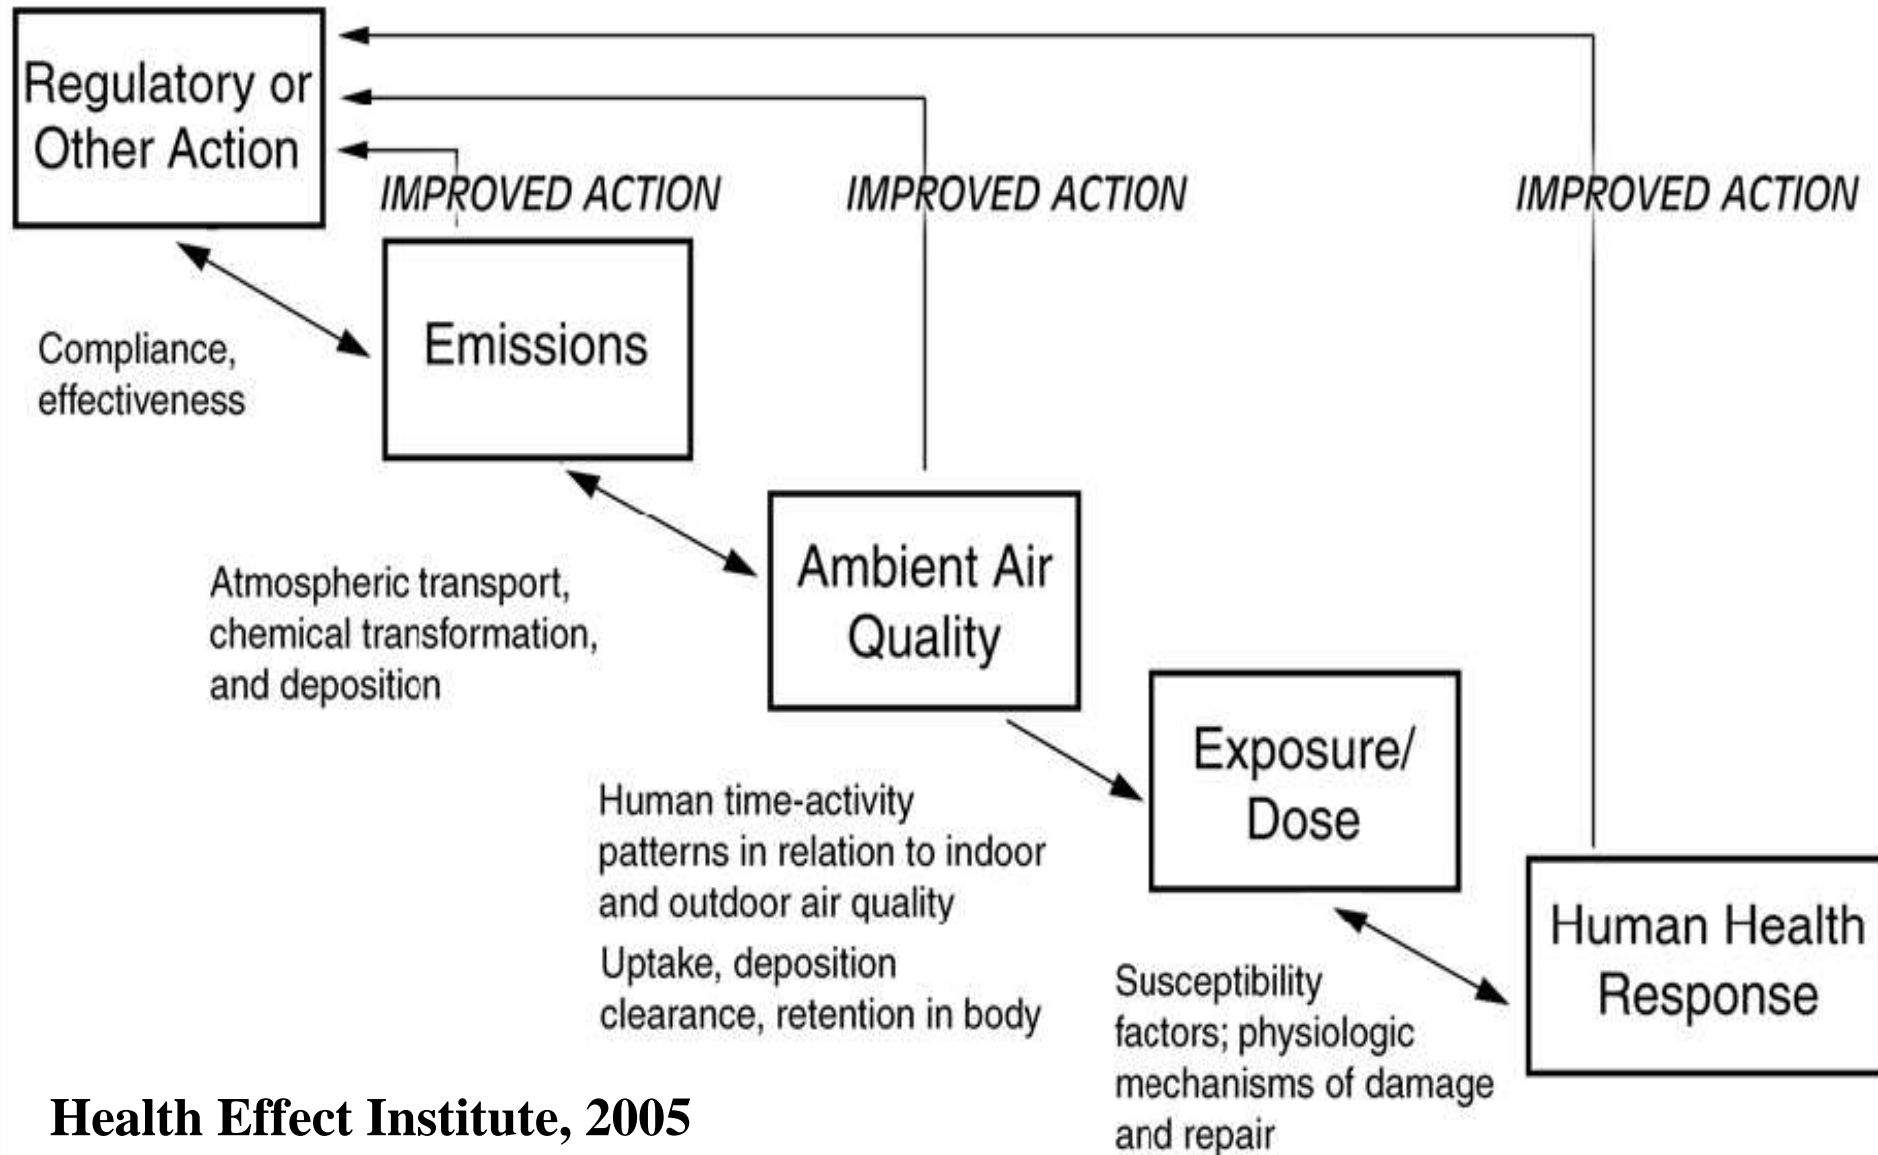 Regulatory or
Other Action
IMPROVED ACTION
IMPROVED ACTION
IMPROVED ACTION
Emissions
Compliance,
effectiveness
Ambient Air
Quality
Atmospheric transport,
chemical transformation,
and deposition
Exposure/
Dose
Human time-activity
patterns in relation to indoor
and outdoor air quality
Uptake, deposition
clearance, retention in body
Human Health
Response
Susceptibility
factors; physiologic
mechanisms of damage
and repair
Health Effect Institute, 2005